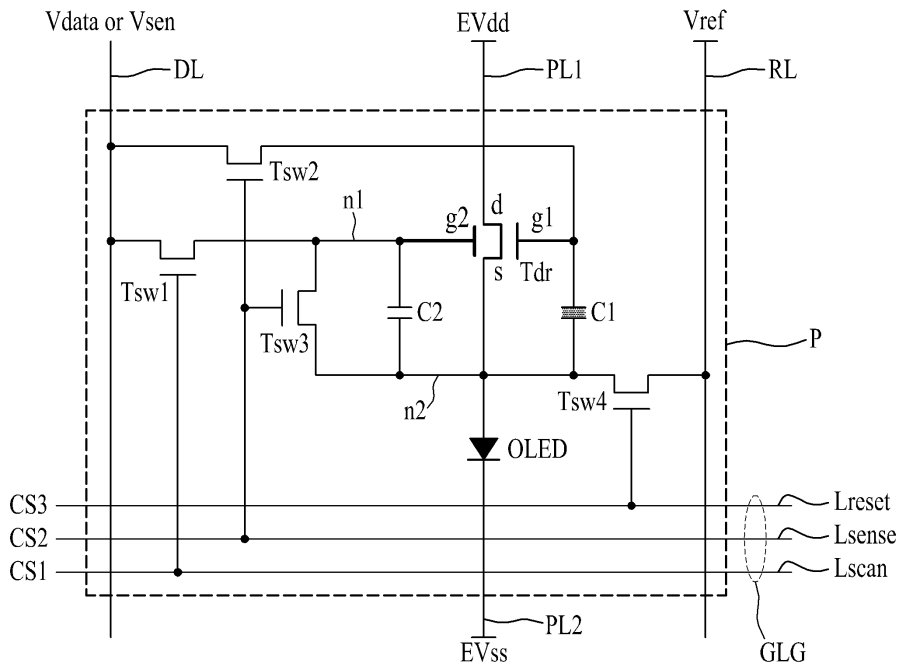 Vdata or Vsen
EVdd
Vref
DL
PL1
RL
Tsw2
n1
d
g2
g1
s
Tdr
Tsw1
C2
C1
Tsw3
P
n2
Tsw4
OLED
CS3
Lreset
CS2
Lsense
CS1
Lscan
PL2
EVss
GLG